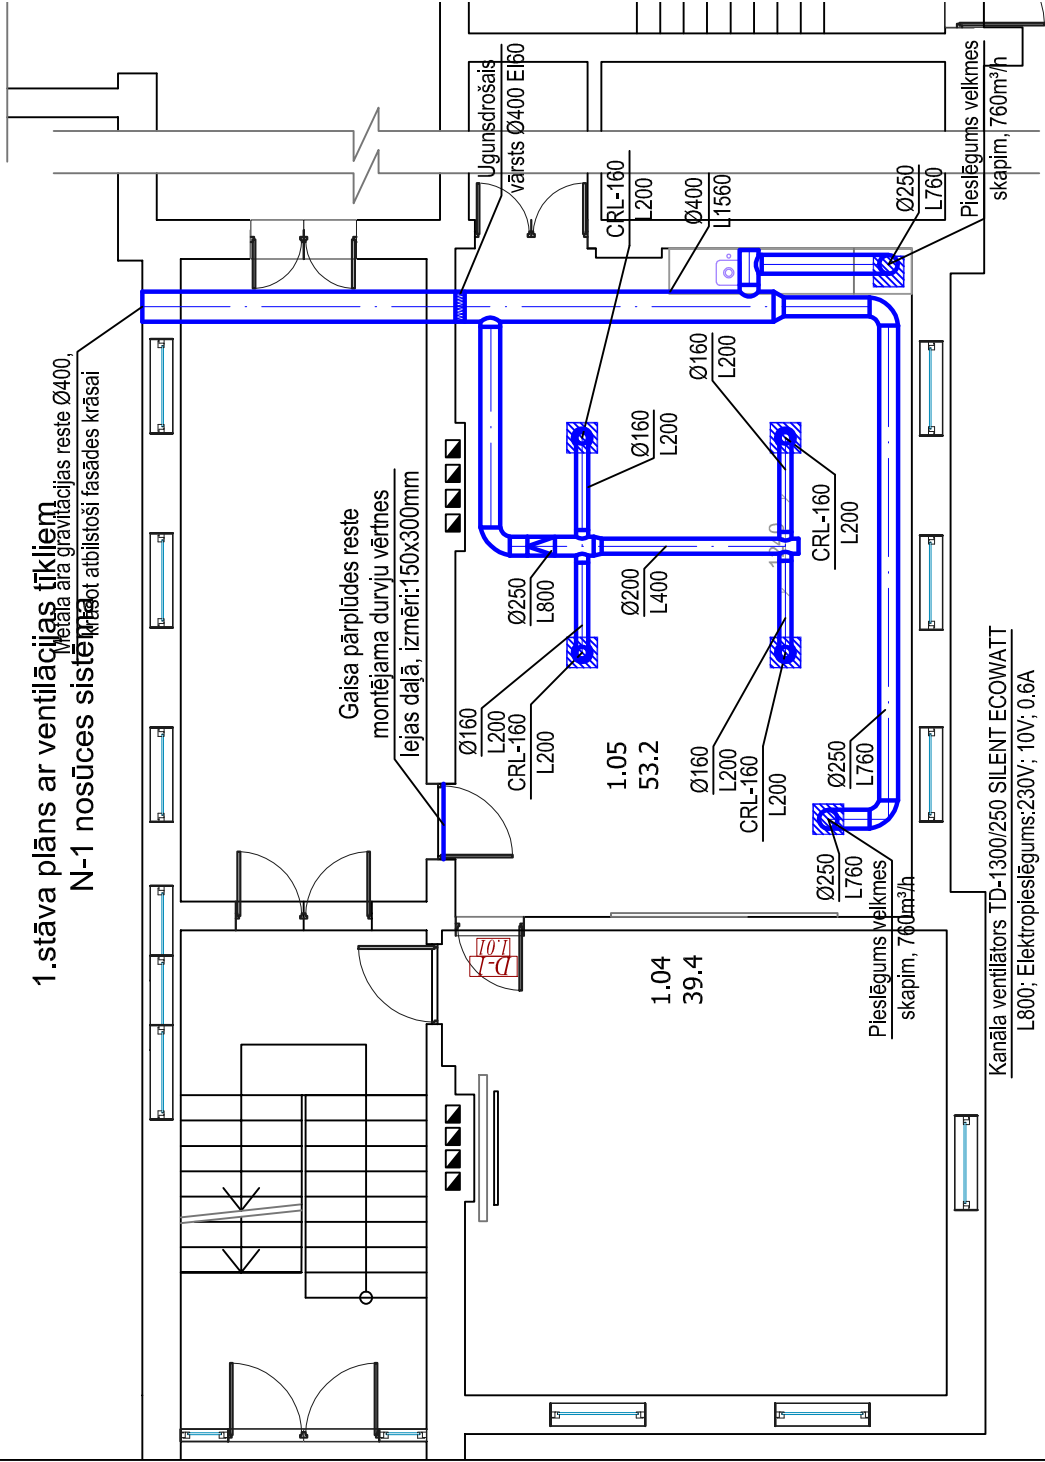 1.stāva plāns ar ventilācijas tīkliem
N-1 nosūces sistēma
Metāla āra gravitācijas reste Ø400,
krāsot atbilstoši fasādes krāsai
Gaisa pārplūdes reste
montējama durvju vērtnes
lejas daļā, izmēri:150x300mm
Ugunsdrošais
vārsts Ø400 EI60
CRL-160
L200
Ø400
L1560
Ø250
L760
Pieslēgums velkmes
skapim, 760m³/h
Ø160
L200
Ø160
L200
CRL-160
L200
Ø250
L800
Ø200
L400
Ø160
L200
CRL-160
L200
1.05
53.2
Ø160
L200
CRL-160
L200
Ø250
L760
Ø250
L760
Pieslēgums velkmes
skapim, 760m³/h
D-1
1.01
1.04
39.4
Kanāla ventilātors TD-1300/250 SILENT ECOWATT
L800; Elektropieslēgums:230V; 10V; 0.6A